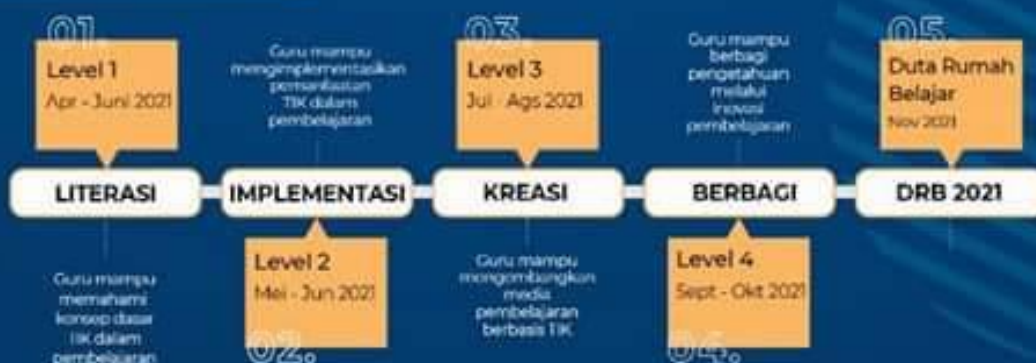 01.
Level 1
Apr - Juni 2021
LITERASI
Guru mampu
memahami
konsep dasar
TIK dalam
pembelajaran
Guru mampu
mengimplementasikan
pemanfaatan
TIK dalam
pembelajaran
IMPLEMENTASI
Level 2
Mei - Jun 2021
02.
03.
Level 3
Jul - Ags 2021
KREASI
Guru mampu
mengembangkan
media
pembelajaran
berbasis TIK
Guru mampu
berbagi
pengetahuan
melalui
inovasi
pembelajaran
BERBAGI
Level 4
Sept - Okt 2021
04.
05.
Duta Rumah
Belajar
Nov 2021
DRB 2021